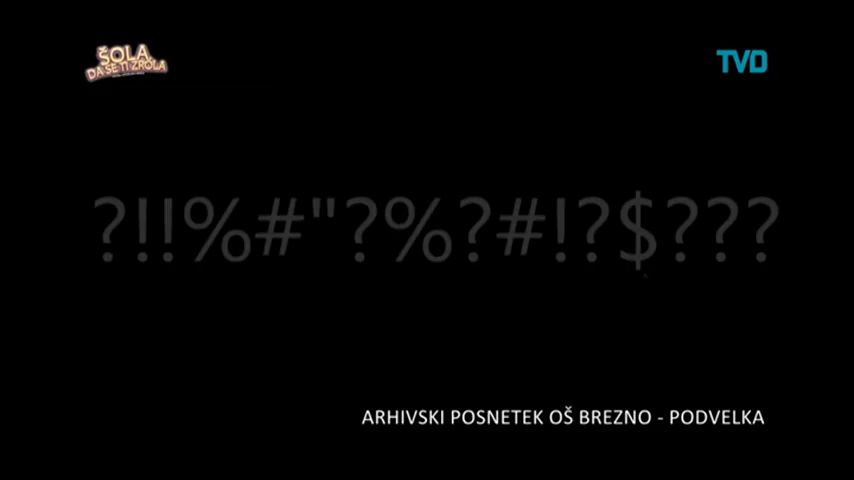 ŠOLA
DA SE TI ZROLA
TVD
?!!%#"?%?#!?$???
ARHIVSKI POSNETEK OŠ BREZNO - PODVELKA